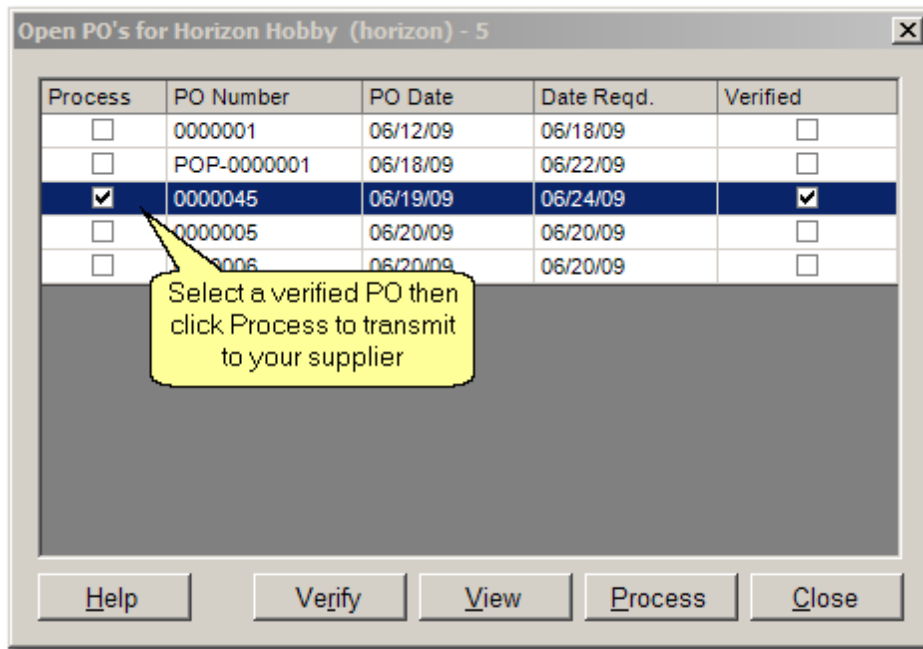 Open PO's for Horizon Hobby (horizon) - 5
Process PO Number PO Date Date Reqd. Verified
0000001 06/12/09 06/18/09
POP-0000001 06/18/09 06/22/09
0000045 06/19/09 06/24/09
0000005 06/20/09 06/20/09
06/20/09 06/20/09
Select a verified PO then
click Process to transmit
to your supplier
Help Verify View Process Close